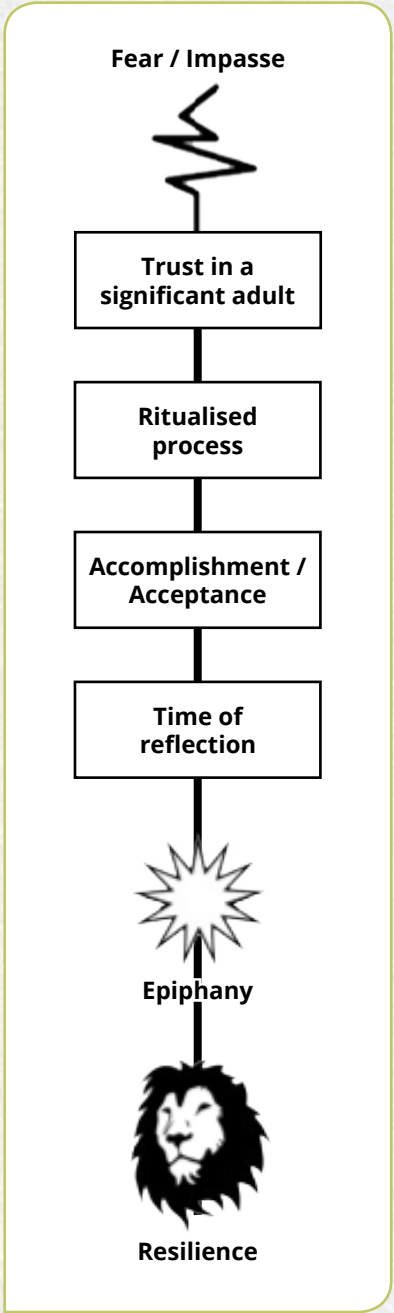 Fear / Impasse
Trust in a
significant adult
Ritualised
process
Accomplishment /
Acceptance
Time of
reflection
Epiphany
Resilience